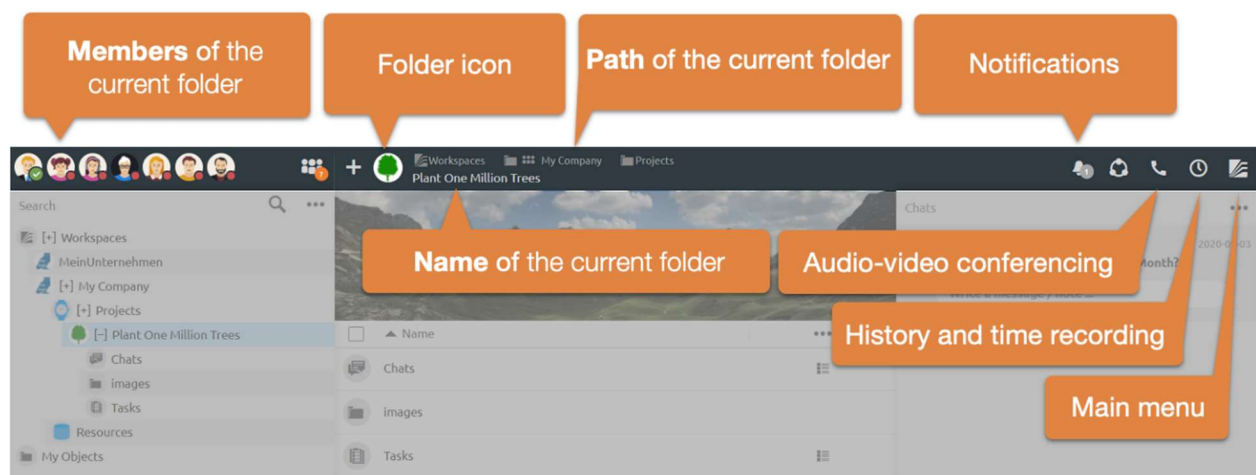 Members of the
current folder
Folder icon
Path of the current folder
Notifications
7
Workspaces My Company Projects
Plant One Million Trees
1
Search
Chats
[+] Workspaces
Name of the current folder
Audio-video conferencing
Month?
MeinUnternehmen
[+] My Company
[+] Projects
History and time recording
[−] Plant One Million Trees
Name
Chats
Chats
images
Main menu
Tasks
images
Resources
My Objects
Tasks